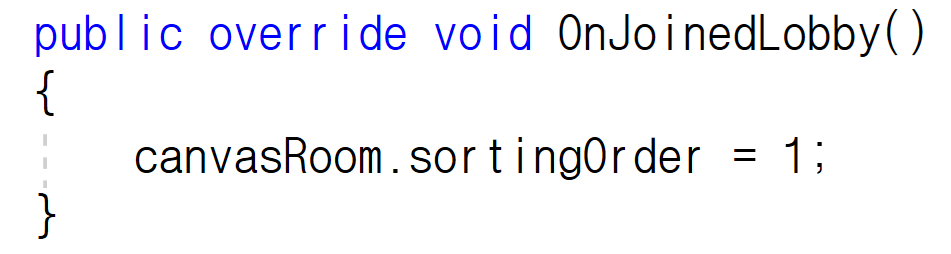 public override void OnJoinedLobby()
{
    canvasRoom.sortingOrder = 1;
}